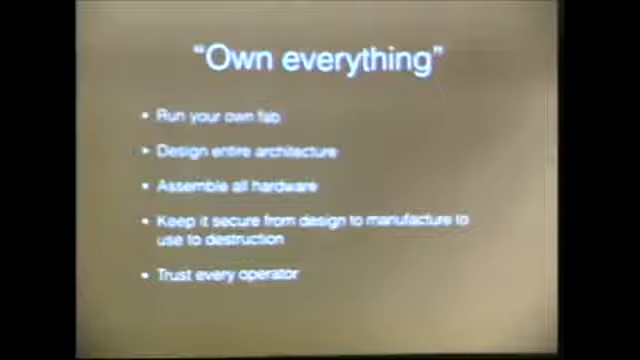 “Own everything”
• Run your own fab
• Design entire architecture
• Assemble all hardware
• Keep it secure from design to manufacture to
use to destruction
• Trust every operator